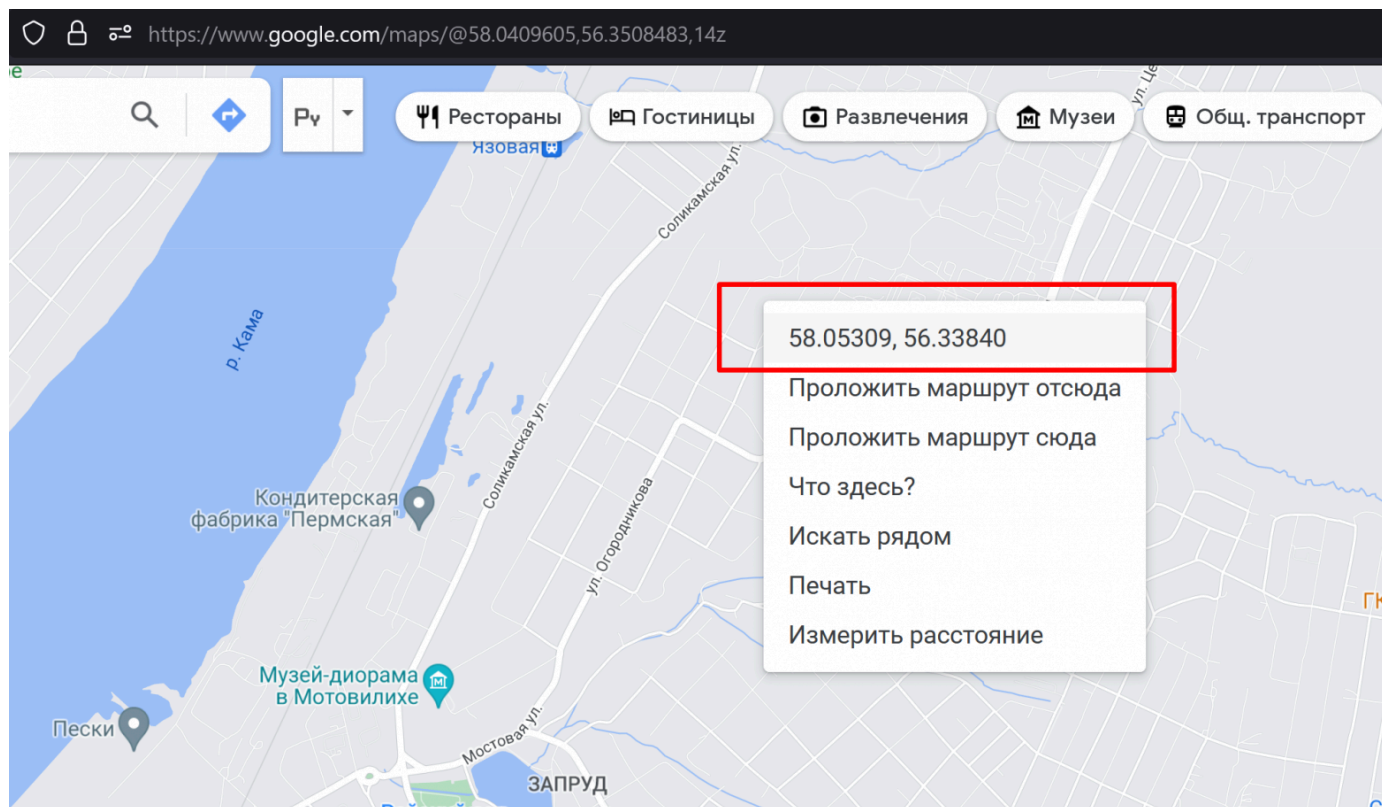 https://www.google.com/maps/@58.0409605,56.3508483,14z
Ру
Рестораны
Гостиницы
Развлечения
Музеи
Общ. транспорт
Язовая
Соликамская ул.
р. Кама
58.05309, 56.33840
Проложить маршрут отсюда
Проложить маршрут сюда
Что здесь?
Искать рядом
Печать
Измерить расстояние
Соликамская ул.
ул. Огородникова
Кондитерская
фабрика "Пермская"
Музей-диорама
в Мотовилихе
Пески
Мостовая ул.
ЗАПРУД